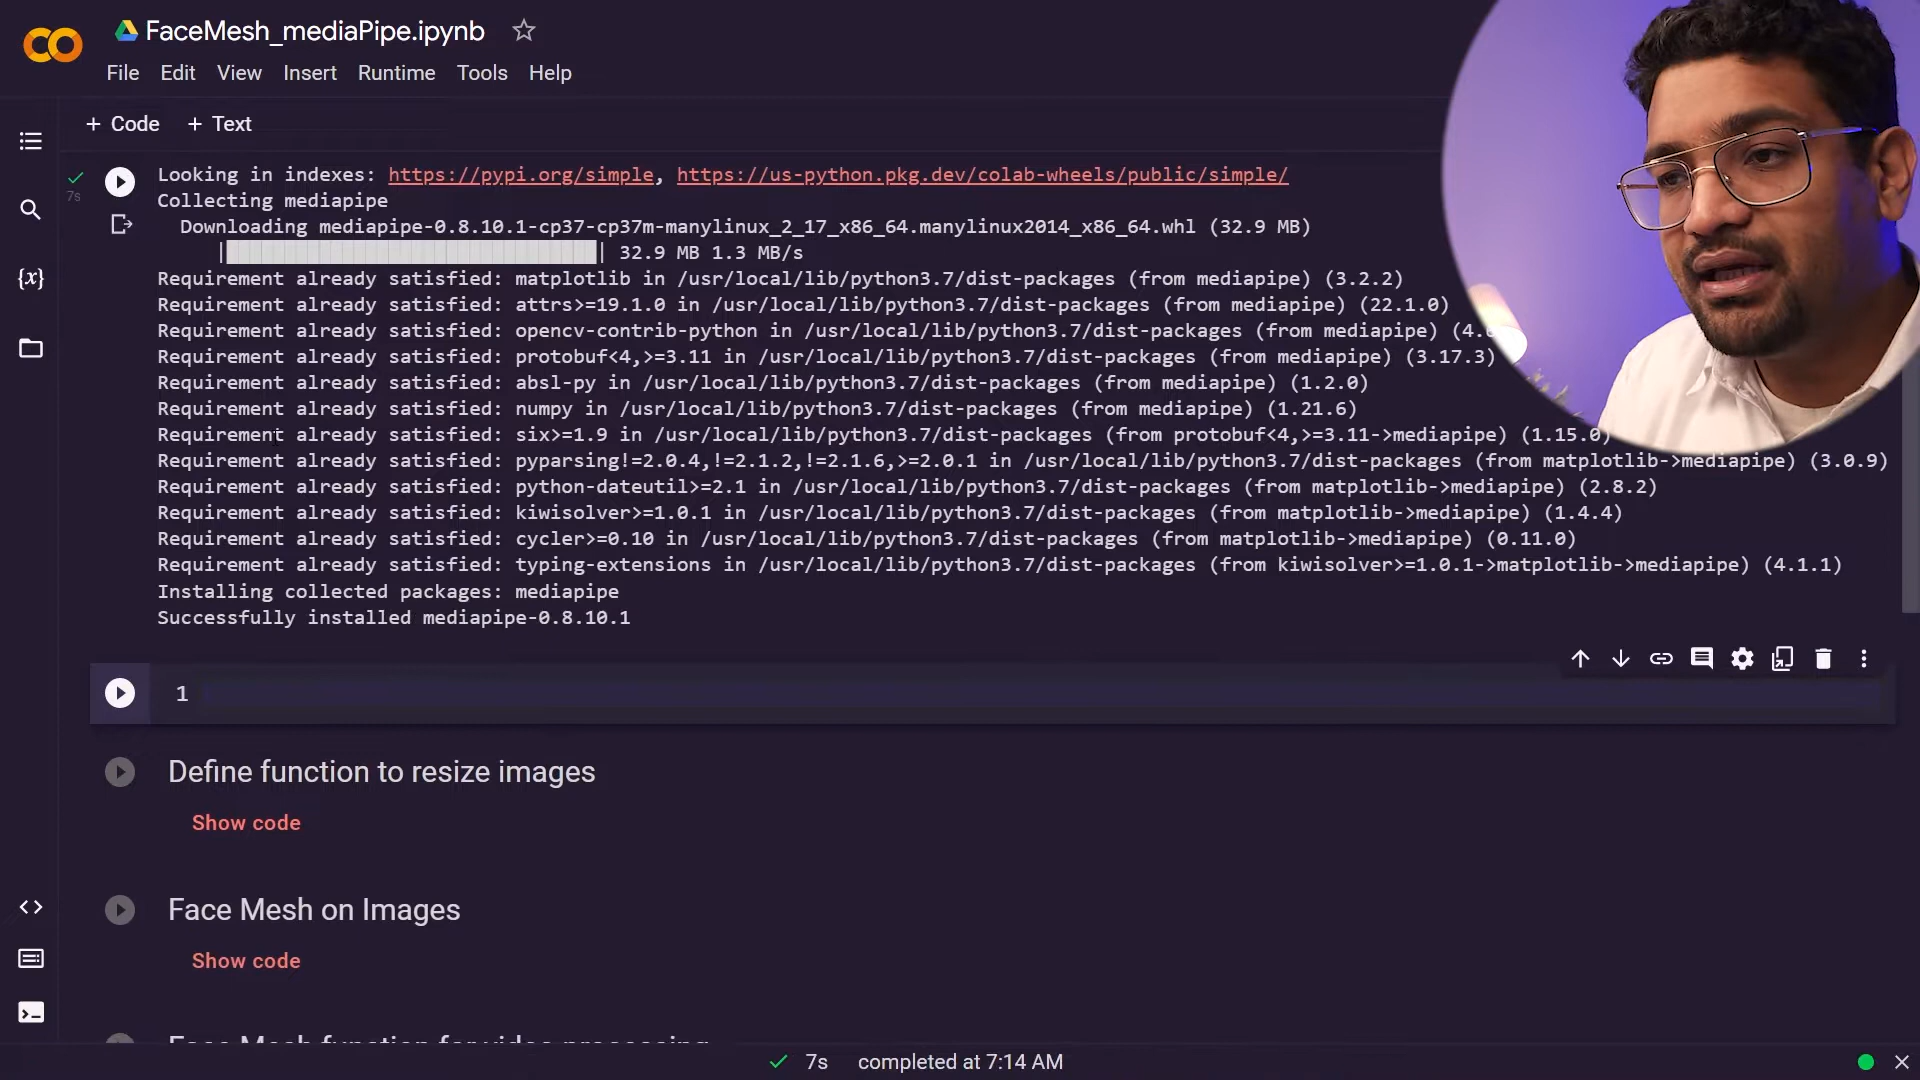 FaceMesh_mediaPipe.ipynb
File Edit View Insert Runtime Tools Help
+ Code + Text
7s
Looking in indexes: https://pypi.org/simple, https://us-python.pkg.dev/colab-wheels/public/simple/
Collecting mediapipe
Downloading mediapipe-0.8.10.1-cp37-cp37m-manylinux_2_17_x86_64.manylinux2014_x86_64.whl (32.9 MB)
32.9 MB 1.3 MB/s
Requirement already satisfied: matplotlib in /usr/local/lib/python3.7/dist-packages (from mediapipe) (3.2.2)
Requirement already satisfied: attrs>=19.1.0 in /usr/local/lib/python3.7/dist-packages (from mediapipe) (22.1.0)
Requirement already satisfied: opencv-contrib-python in /usr/local/lib/python3.7/dist-packages (from mediapipe)
Requirement already satisfied: protobuf<4,>=3.11 in /usr/local/lib/python3.7/dist-packages (from mediapipe) (3.17.3)
Requirement already satisfied: absl-py in /usr/local/lib/python3.7/dist-packages (from mediapipe) (1.2.0)
Requirement already satisfied: numpy in /usr/local/lib/python3.7/dist-packages (from mediapipe) (1.21.6)
Requirement already satisfied: six>=1.9 in /usr/local/lib/python3.7/dist-packages (from protobuf<4,>=3.11->mediapipe) (1.15.0)
Requirement already satisfied: pyparsing!=2.0.4,!=2.1.2,!=2.1.6,>=2.0.1 in /usr/local/lib/python3.7/dist-packages (from matplotlib->mediapipe) (3.0.9)
Requirement already satisfied: python-dateutil>=2.1 in /usr/local/lib/python3.7/dist-packages (from matplotlib->mediapipe) (2.8.2)
Requirement already satisfied: kiwisolver>=1.0.1 in /usr/local/lib/python3.7/dist-packages (from matplotlib->mediapipe) (1.4.4)
Requirement already satisfied: cycler>=0.10 in /usr/local/lib/python3.7/dist-packages (from matplotlib->mediapipe) (0.11.0)
Requirement already satisfied: typing-extensions in /usr/local/lib/python3.7/dist-packages (from kiwisolver>=1.0.1->matplotlib->mediapipe) (4.1.1)
Installing collected packages: mediapipe
Successfully installed mediapipe-0.8.10.1
1
Define function to resize images
Show code
Face Mesh on Images
Show code
Face Mesh function for video processing
7s completed at 7:14 AM